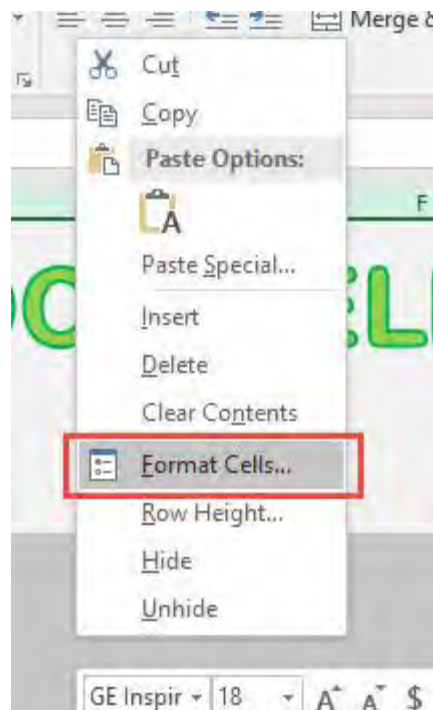 Merge &
Cut
Copy
Paste Options:
A
F
Paste Special...
Insert
Delete
Clear Contents
Format Cells...
Row Height...
Hide
Unhide
GE Inspir 18 A A $